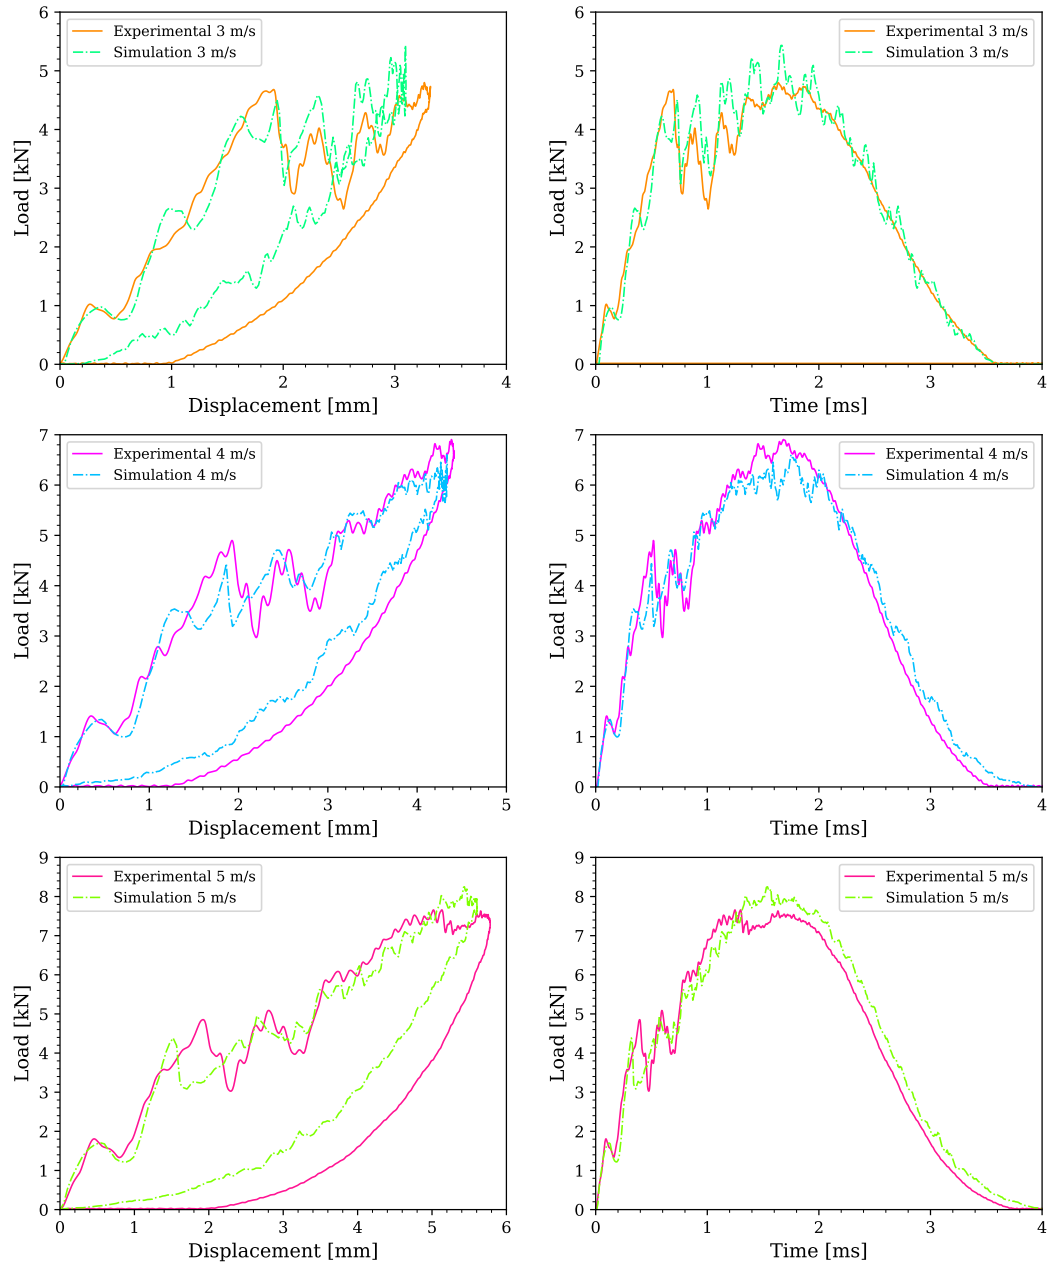 6
5
4
3
2
1
0
Load [kN]
Experimental 3 m/s
Simulation 3 m/s
0 1 2 3 4
Displacement [mm]
6
5
4
3
2
1
0
Load [kN]
Experimental 3 m/s
Simulation 3 m/s
0 1 2 3 4
Time [ms]
7
6
5
4
3
2
1
0
Load [kN]
Experimental 4 m/s
Simulation 4 m/s
0 1 2 3 4 5
Displacement [mm]
7
6
5
4
3
2
1
0
Load [kN]
Experimental 4 m/s
Simulation 4 m/s
0 1 2 3 4
Time [ms]
9
8
7
6
5
4
3
2
1
0
Load [kN]
Experimental 5 m/s
Simulation 5 m/s
0 1 2 3 4 5 6
Displacement [mm]
9
8
7
6
5
4
3
2
1
0
Load [kN]
Experimental 5 m/s
Simulation 5 m/s
0 1 2 3 4
Time [ms]